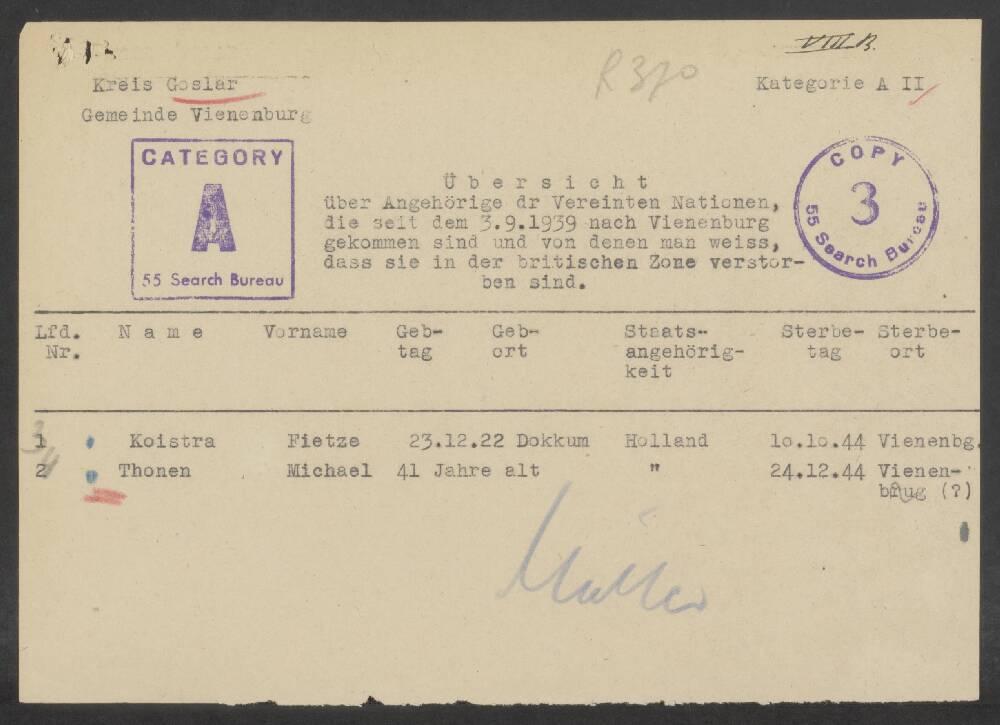 VIII B.
R 370
Kreis Goslar
Kategorie A II
Gemeinde Vienenburg
CATEGORY
A
55 Search Bureau
COPY
3
55 Search Bureau
Übersicht
über Angehörige dr Vereinten Nationen,
die seit dem 3.9.1939 nach Vienenburg
gekommen sind und von denen man weiss,
dass sie in der britischen Zone verstor-
ben sind.
Lfd. Name Vorname Geb- Geb- Staats- Sterbe- Sterbe-
Nr. tag ort angehörig- tag ort
keit
1 Koistra Fietze 23.12.22 Dokkum Holland 1o.1o.44 Vienenbg.
2 Thonen Michael 41 Jahre alt " 24.12.44 Vienen-
brug (?)
Müller